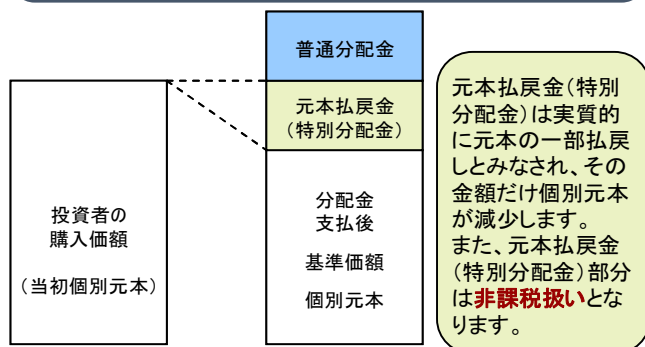 普通分配金
元本払戻金
(特別分配金)
投資者の
購入価額
(当初個別元本)
分配金
支払後
基準価額
個別元本
元本払戻金(特別
分配金)は実質的
に元本の一部払戻
しとみなされ、その
金額だけ個別元本
が減少します。
また、元本払戻金
(特別分配金)部分
は非課税扱いとな
ります。